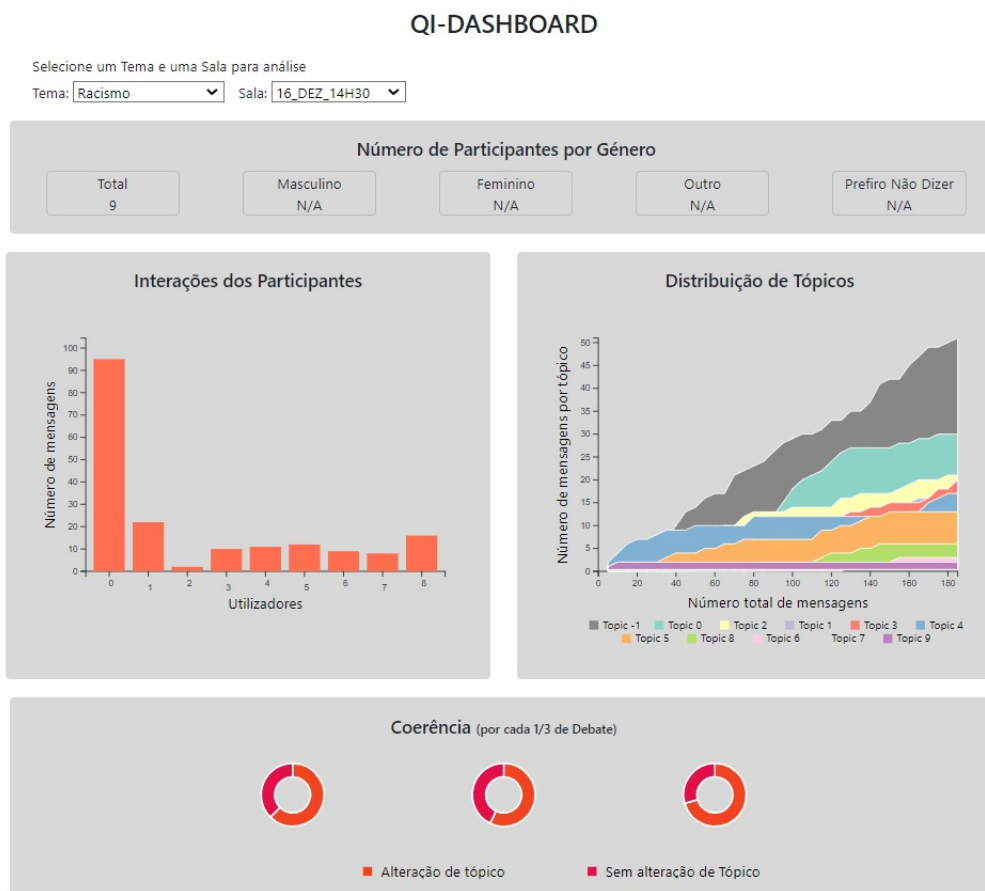 QI-DASHBOARD
Selecione um Tema e uma Sala para análise
Tema: Racismo Sala: 16_DEZ_14H30
Número de Participantes por Género
Total Masculino Feminino Outro Prefiro Não Dizer
9 N/A N/A N/A N/A
Interações dos Participantes
Número de mensagens
100
90
80
70
60
50
40
30
20
10
0
0 1 2 3 4 5 6 7 8
Utilizadores
Distribuição de Tópicos
Número de mensagens por tópico
50
45
40
35
30
25
20
15
10
5
0
0 20 40 60 80 100 120 140 160 180
Número total de mensagens
Topic -1 Topic 0 Topic 2 Topic 1 Topic 3 Topic 4
Topic 5 Topic 8 Topic 6 Topic 7 Topic 9
Coerência (por cada 1/3 de Debate)
Alteração de tópico Sem alteração de Tópico